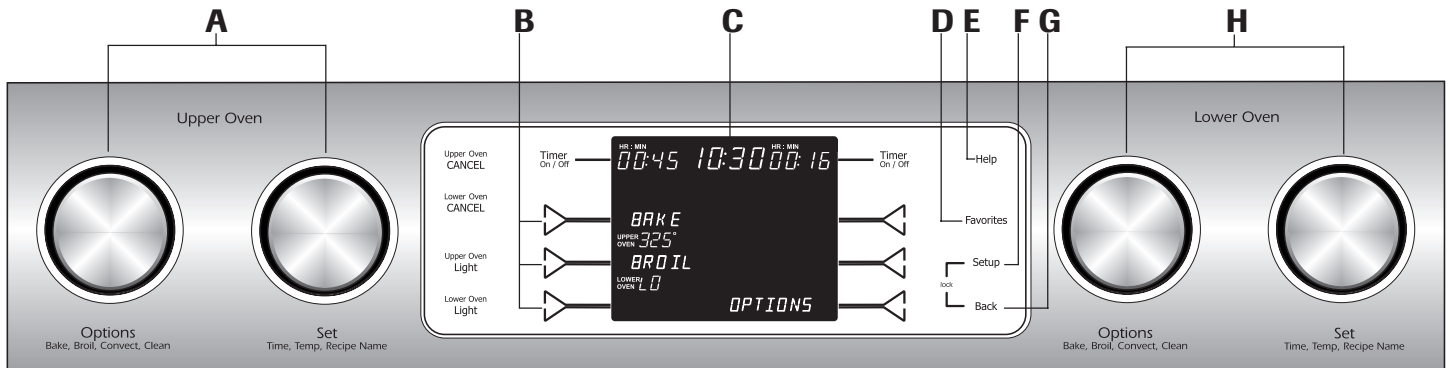 A
B
C
D
E
F
G
H
Upper Oven
Lower Oven
Upper Oven
CANCEL
Timer
On / Off
HR : MIN
00:45
10:30
HR : MIN
00:16
Timer
On / Off
Help
Lower Oven
CANCEL
BAKE
UPPER
OVEN 325°
Favorites
Upper Oven
Light
BROIL
LOWER
OVEN LO
Setup
lock
Lower Oven
Light
OPTIONS
Back
Options
Bake, Broil, Convect, Clean
Set
Time, Temp, Recipe Name
Options
Bake, Broil, Convect, Clean
Set
Time, Temp, Recipe Name